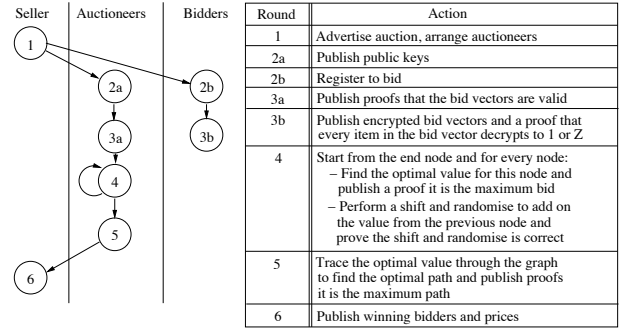 Seller Auctioneers Bidders
1
2a
2b
3a
3b
4
5
6
Round Action
1 Advertise auction, arrange auctioneers
2a Publish public keys
2b Register to bid
3a Publish proofs that the bid vectors are valid
3b Publish encrypted bid vectors and a proof that
every item in the bid vector decrypts to 1 or Z
4 Start from the end node and for every node:
– Find the optimal value for this node and
publish a proof it is the maximum bid
– Perform a shift and randomise to add on
the value from the previous node and
prove the shift and randomise is correct
5 Trace the optimal value through the graph
to find the optimal path and publish proofs
it is the maximum path
6 Publish winning bidders and prices